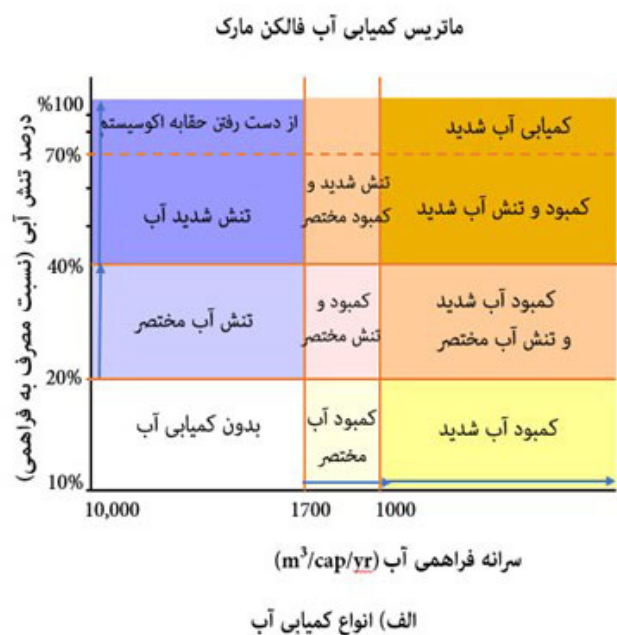 ماتریس کمیابی آب فالکن مارک
%100
70%
40%
20%
10%
درصد تنش آبی (نسبت مصرف به فراهمی)
از دست رفتن حقابه اکوسیستم
کمیابی آب شدید
تنش شدید آب
تنش شدید و
کمبود مختصر
کمبود و تنش آب شدید
تنش آب مختصر
کمبود و
تنش مختصر
کمبود آب شدید
و تنش آب مختصر
بدون کمیابی آب
کمبود آب
مختصر
کمبود آب شدید
10,000
1700
1000
سرانه فراهمی آب (m³/cap/yr)
الف) انواع کمیابی آب